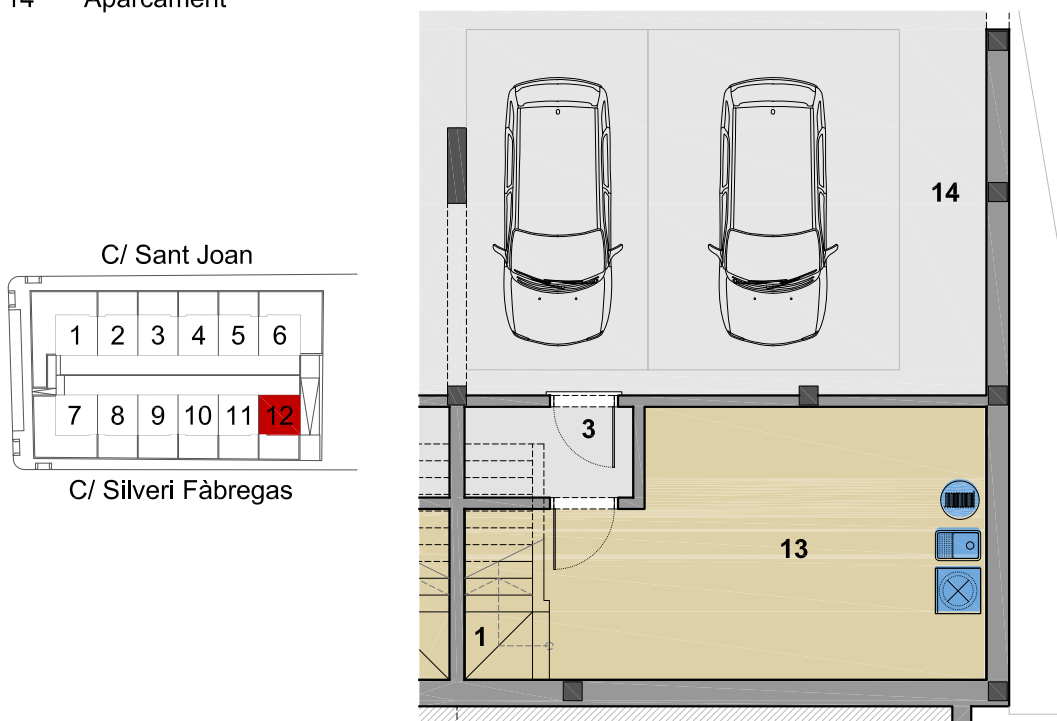 14 Aparcament
C/ Sant Joan
1 2 3 4 5 6
7 8 9 10 11 12
C/ Silveri Fàbregas
14
3
13
1